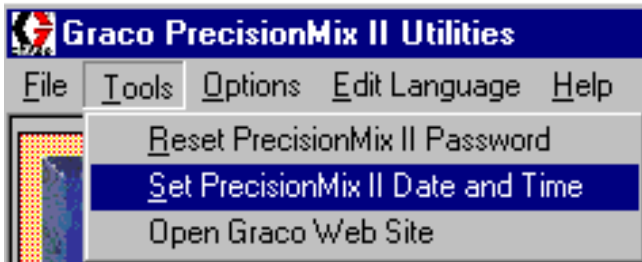 Graco PrecisionMix II Utilities
File Tools Options Edit Language Help
Reset PrecisionMix II Password
Set PrecisionMix II Date and Time
Open Graco Web Site